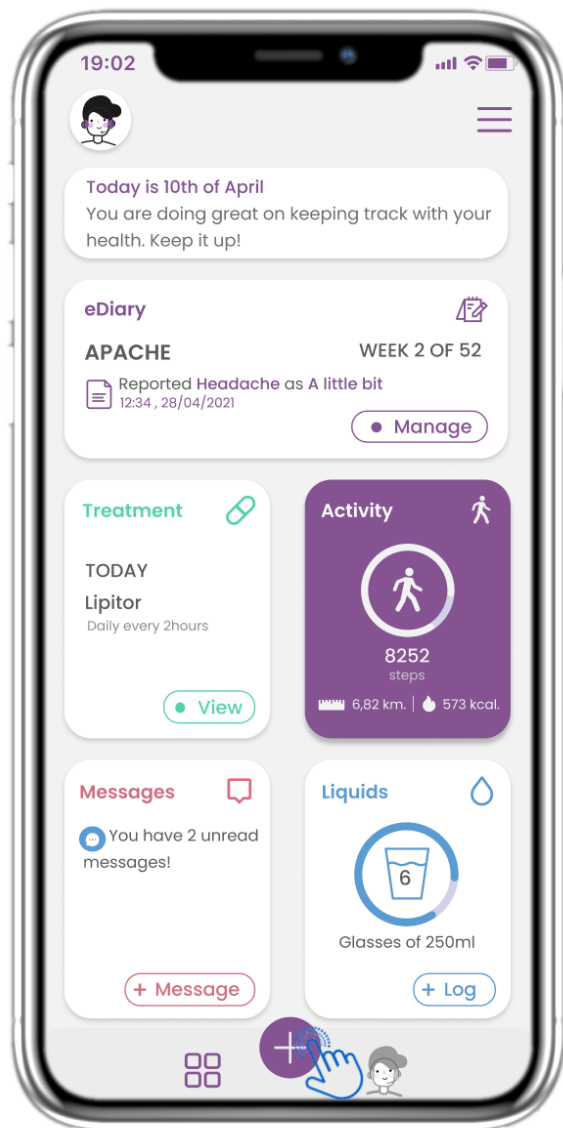 19:02
Today is 10th of April
You are doing great on keeping track with your
health. Keep it up!
eDiary
APACHE
WEEK 2 OF 52
Reported Headache as A little bit
12:34 , 28/04/2021
Manage
Treatment
TODAY
Lipitor
Daily every 2hours
View
Activity
8252
steps
6,82 km.
573 kcal.
Messages
You have 2 unread
messages!
+ Message
Liquids
6
Glasses of 250ml
+ Log